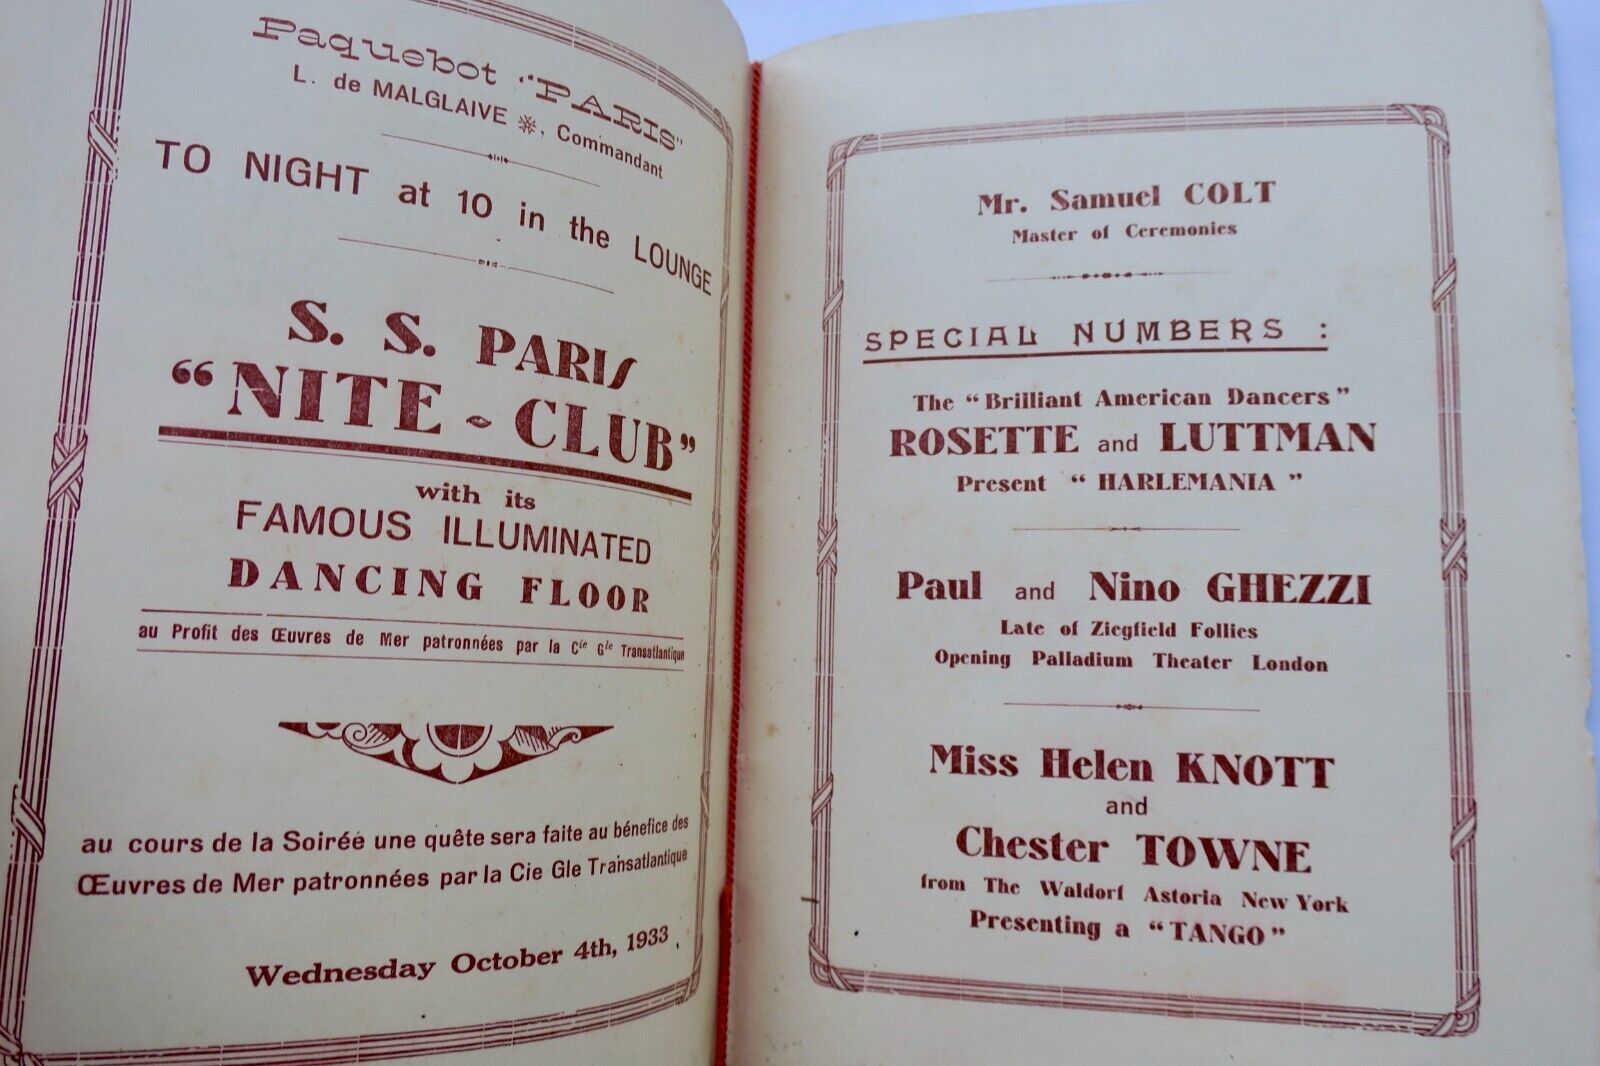 Paquebot "PARIS"
L. de MALGLAIVE ※, Commandant
TO NIGHT at 10 in the LOUNGE
S. S. PARIS
"NITE-CLUB"
with its
FAMOUS ILLUMINATED
DANCING FLOOR
au Profit des Œuvres de Mer patronnées par la Cie Gle Transatlantique
au cours de la Soirée une quête sera faite au bénefice des
Œuvres de Mer patronnées par la Cie Gle Transatlantique
Wednesday October 4th, 1933.
Mr. Samuel COLT
Master of Ceremonies
SPECIAL NUMBERS :
The "Brilliant American Dancers"
ROSETTE and LUTTMAN
Present "HARLEMANIA"
Paul and Nino GHEZZI
Late of Ziegfield Follies
Opening Palladium Theater London
Miss Helen KNOTT
and
Chester TOWNE
from The Waldorf Astoria New York
Presenting a "TANGO"